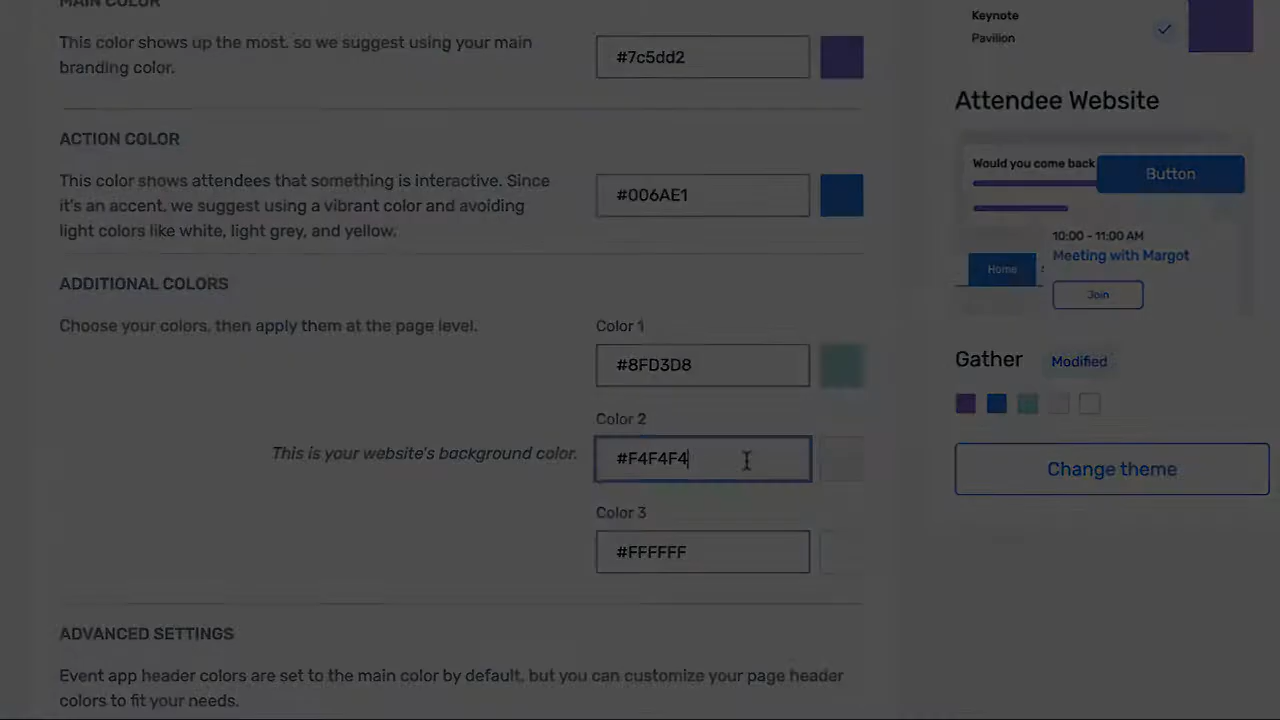 MAIN COLOR
This color shows up the most, so we suggest using your main
branding color.
#7c5dd2
ACTION COLOR
This color shows attendees that something is interactive. Since
it's an accent, we suggest using a vibrant color and avoiding
light colors like white, light grey, and yellow.
#006AE1
ADDITIONAL COLORS
Choose your colors, then apply them at the page level.
Color 1
#8FD3D8
Color 2
This is your website's background color.
#F4F4F4
Color 3
#FFFFFF
ADVANCED SETTINGS
Event app header colors are set to the main color by default, but you can customize your page header
colors to fit your needs.
Keynote
Pavilion
Attendee Website
Would you come back
Button
10:00 - 11:00 AM
Meeting with Margot
Home
Join
Gather
Modified
Change theme